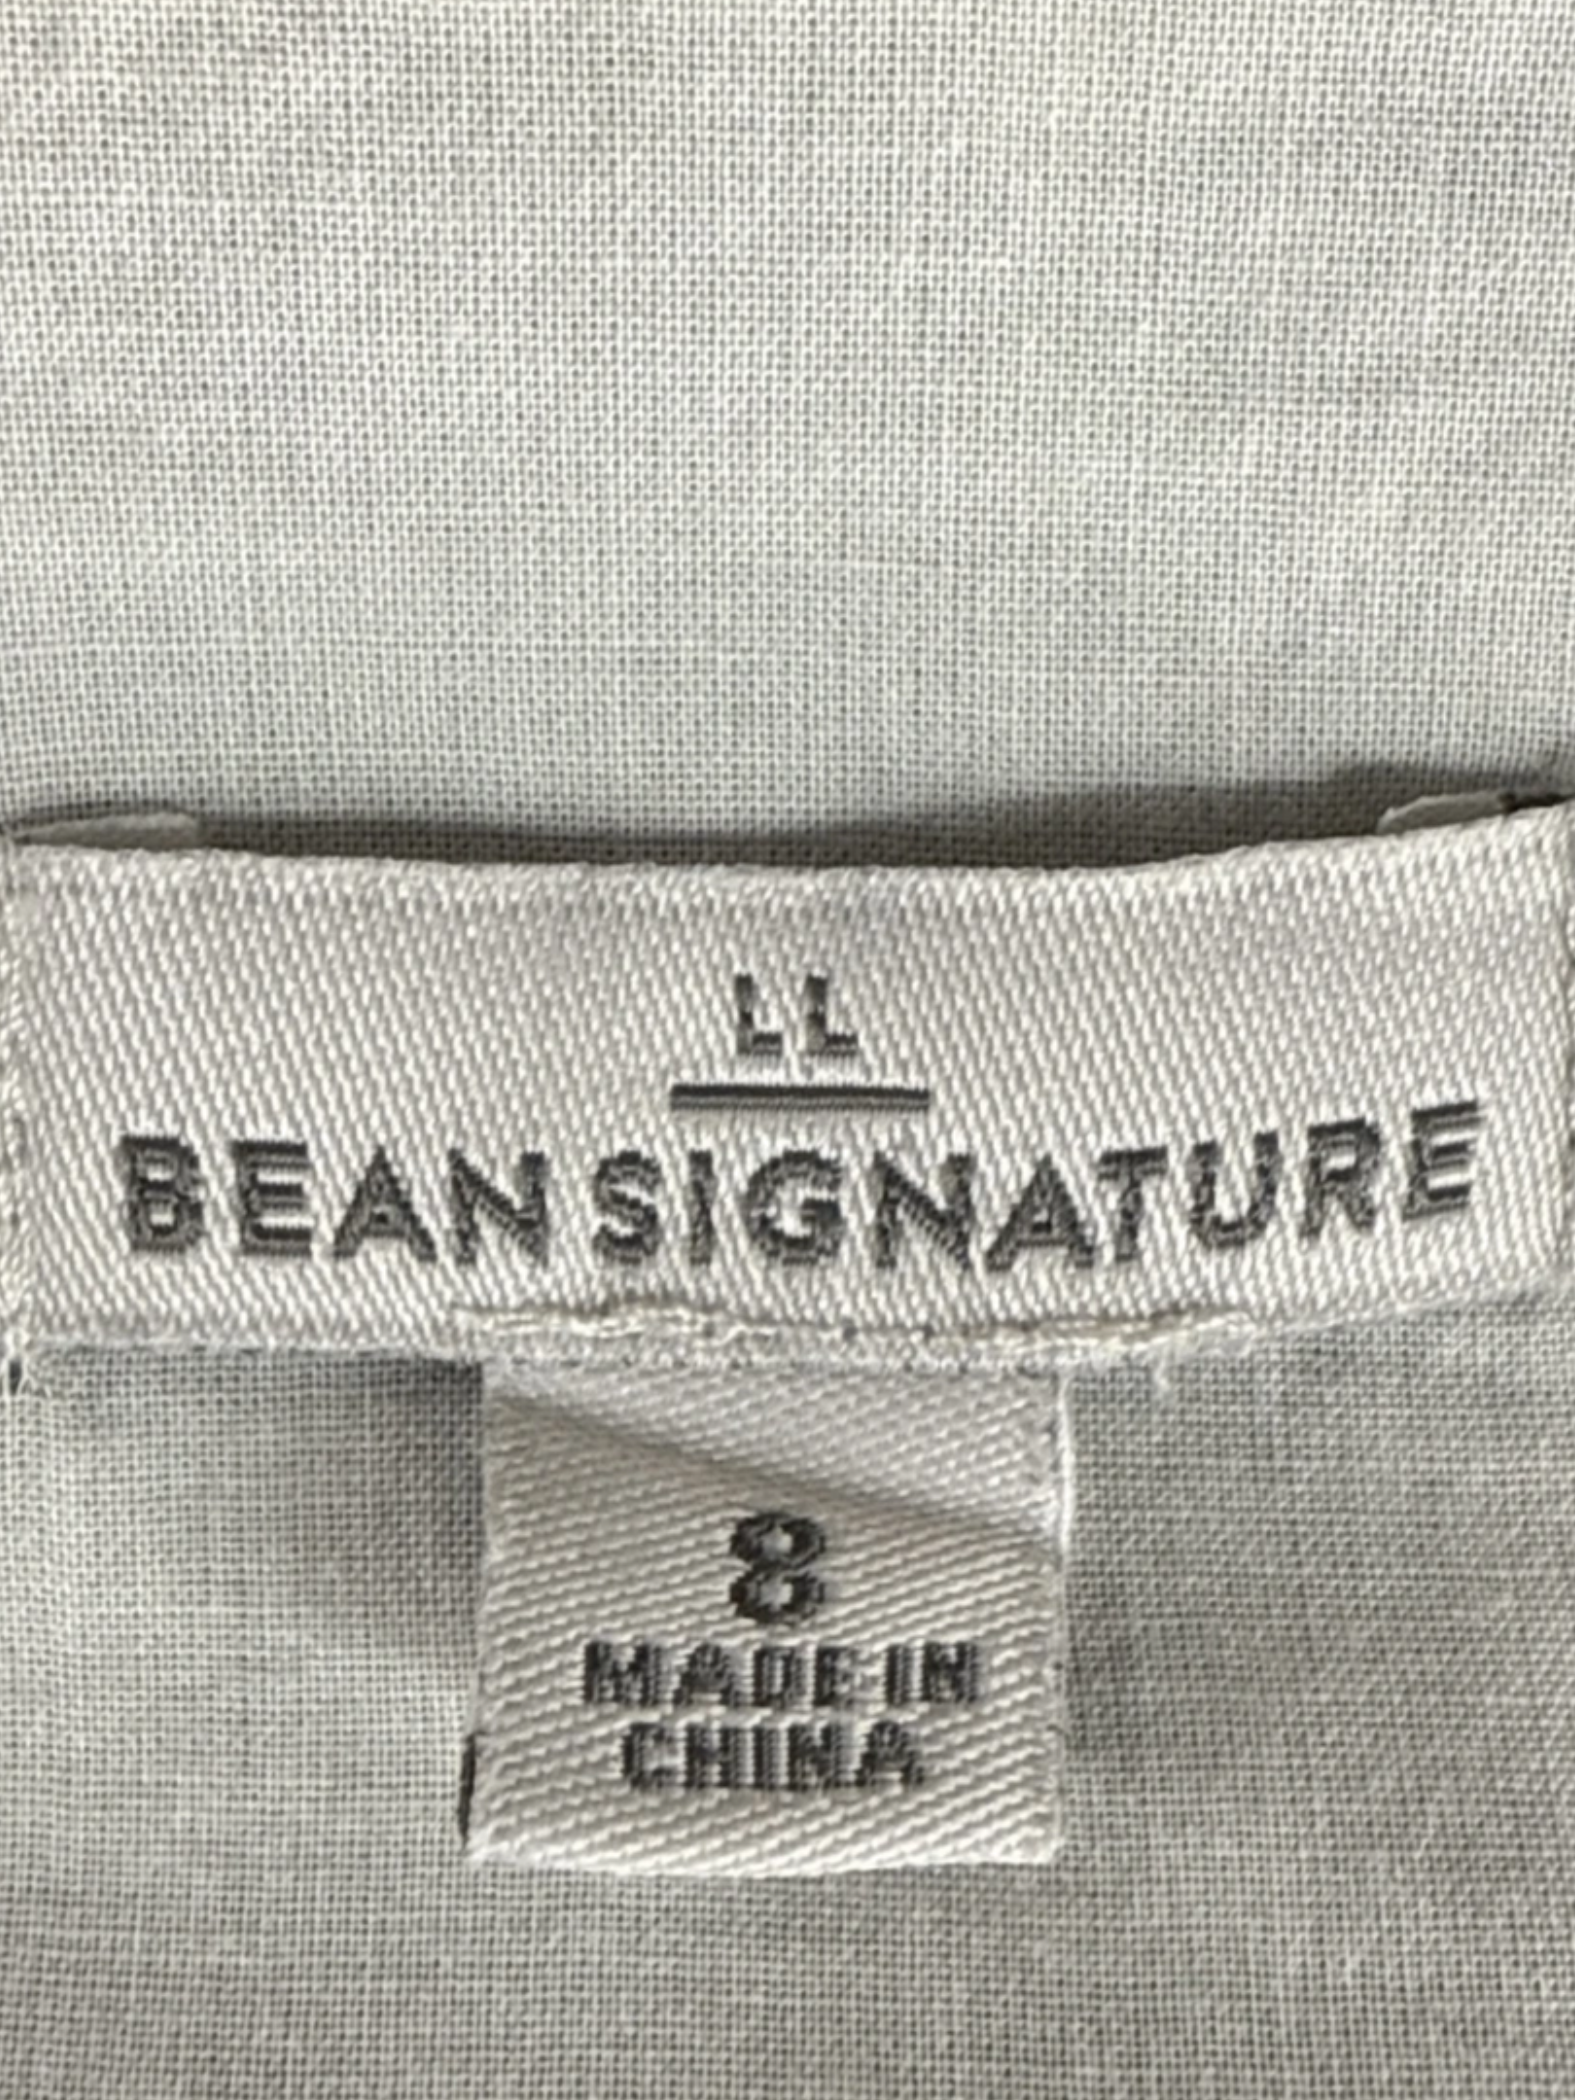 LL
BEAN SIGNATURE
8
MADE IN
CHINA